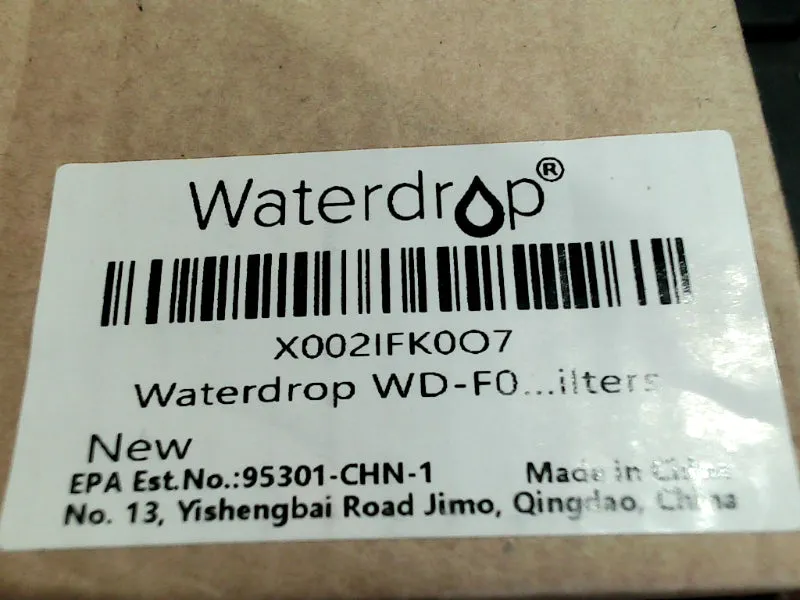 Waterdrop®
X002IFK0O7
Waterdrop WD-F0...ilters
New
EPA Est.No.:95301-CHN-1 Made in China
No. 13, Yishengbai Road Jimo, Qingdao, China